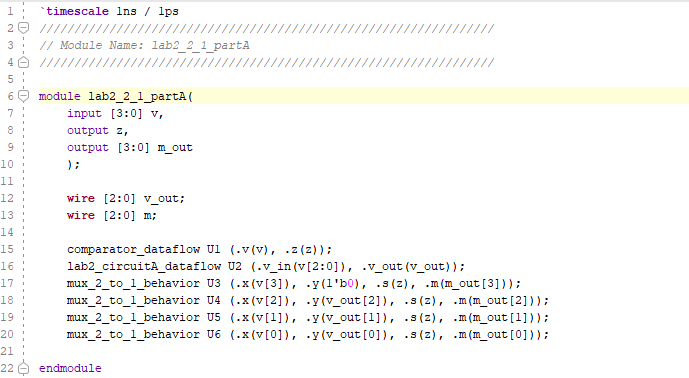 1 `timescale 1ns / 1ps
2 //////////////////////////////////////////////////////////////////
3 // Module Name: lab2_2_1_partA
4 //////////////////////////////////////////////////////////////////
5
6 module lab2_2_1_partA(
7     input [3:0] v,
8     output z,
9     output [3:0] m_out
10     );
11
12     wire [2:0] v_out;
13     wire [2:0] m;
14
15     comparator_dataflow U1 (.v(v), .z(z));
16     lab2_circuitA_dataflow U2 (.v_in(v[2:0]), .v_out(v_out));
17     mux_2_to_1_behavior U3 (.x(v[3]), .y(1'b0), .s(z), .m(m_out[3]));
18     mux_2_to_1_behavior U4 (.x(v[2]), .y(v_out[2]), .s(z), .m(m_out[2]));
19     mux_2_to_1_behavior U5 (.x(v[1]), .y(v_out[1]), .s(z), .m(m_out[1]));
20     mux_2_to_1_behavior U6 (.x(v[0]), .y(v_out[0]), .s(z), .m(m_out[0]));
21
22 endmodule